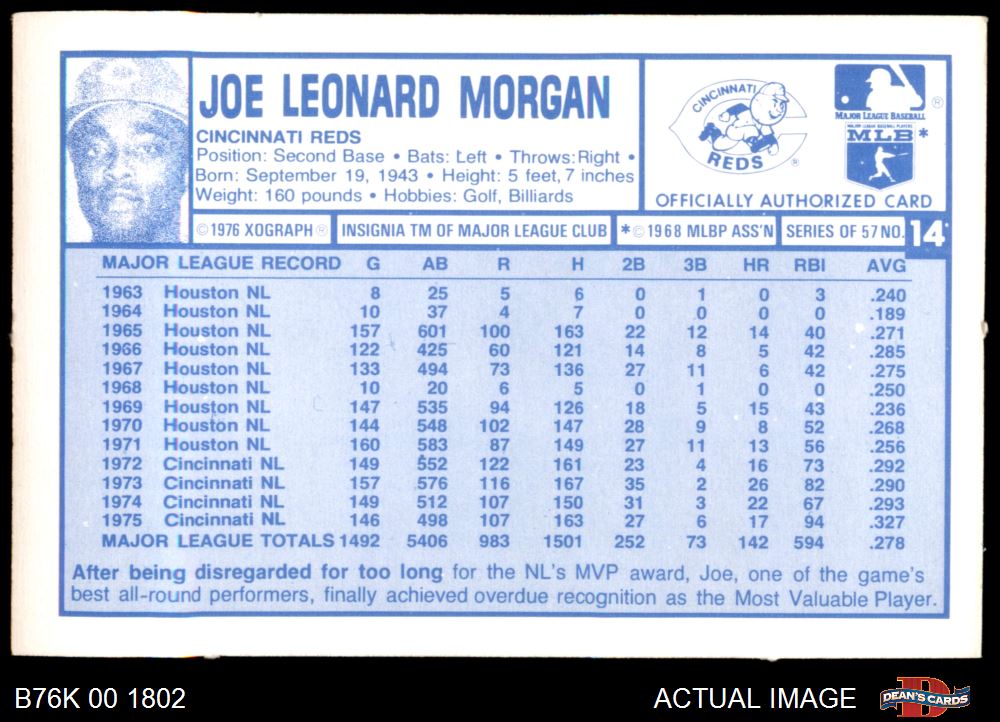 JOE LEONARD MORGAN
CINCINNATI REDS
Position: Second Base • Bats: Left • Throws: Right •
Born: September 19, 1943 • Height: 5 feet, 7 inches
Weight: 160 pounds • Hobbies: Golf, Billiards
CINCINNATI
REDS ®
®
MAJOR LEAGUE BASEBALL
MAJOR LEAGUE BASEBALL PLAYERS
MLB *
OFFICIALLY AUTHORIZED CARD
© 1976 XOGRAPH ® INSIGNIA TM OF MAJOR LEAGUE CLUB * © 1968 MLBP ASS'N SERIES OF 57 NO. 14
MAJOR LEAGUE RECORD G AB R H 2B 3B HR RBI AVG
1963 Houston NL 8 25 5 6 0 1 0 3 .240
1964 Houston NL 10 37 4 7 0 0 0 0 .189
1965 Houston NL 157 601 100 163 22 12 14 40 .271
1966 Houston NL 122 425 60 121 14 8 5 42 .285
1967 Houston NL 133 494 73 136 27 11 6 42 .275
1968 Houston NL 10 20 6 5 0 1 0 0 .250
1969 Houston NL 147 535 94 126 18 5 15 43 .236
1970 Houston NL 144 548 102 147 28 9 8 52 .268
1971 Houston NL 160 583 87 149 27 11 13 56 .256
1972 Cincinnati NL 149 552 122 161 23 4 16 73 .292
1973 Cincinnati NL 157 576 116 167 35 2 26 82 .290
1974 Cincinnati NL 149 512 107 150 31 3 22 67 .293
1975 Cincinnati NL 146 498 107 163 27 6 17 94 .327
MAJOR LEAGUE TOTALS 1492 5406 983 1501 252 73 142 594 .278
After being disregarded for too long for the NL's MVP award, Joe, one of the game's
best all-round performers, finally achieved overdue recognition as the Most Valuable Player.
B76K 00 1802
ACTUAL IMAGE
DEAN'S CARDS